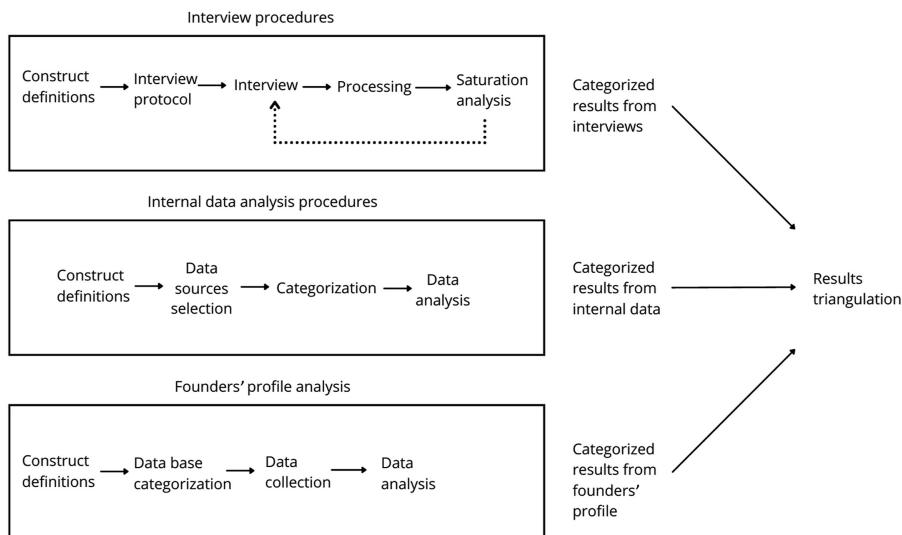 Interview procedures
Construct
definitions
Interview
protocol
Interview
Processing
Saturation
analysis
Categorized
results from
interviews
Internal data analysis procedures
Construct
definitions
Data
sources
selection
Categorization
Data
analysis
Categorized
results from
internal data
Results
triangulation
Founders’ profile analysis
Construct
definitions
Data base
categorization
Data
collection
Data
analysis
Categorized
results from
founders’
profile